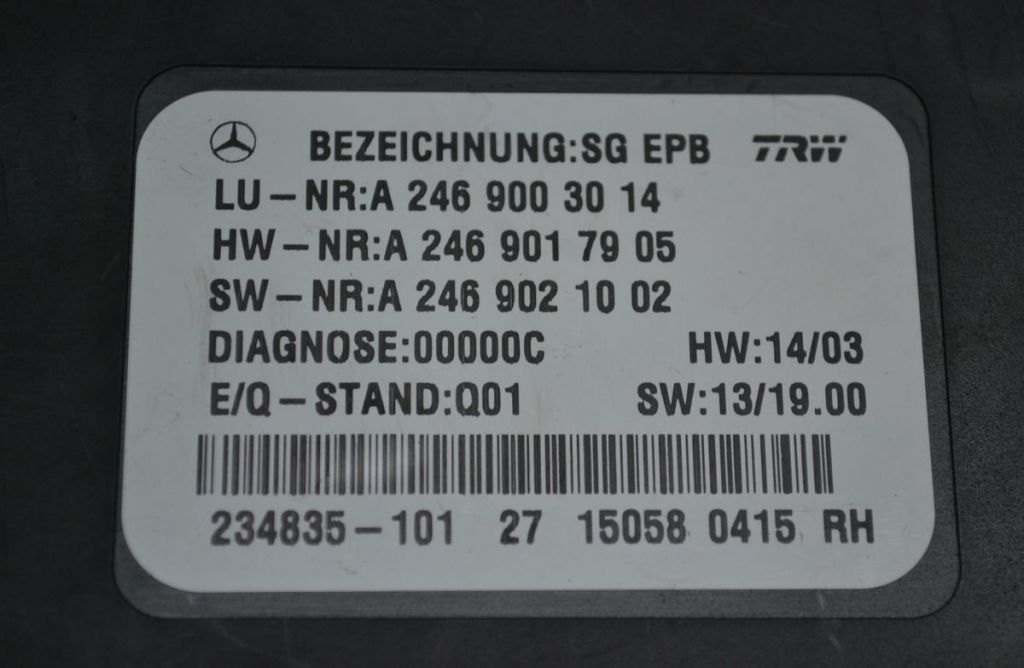 BEZEICHNUNG:SG EPB TRW
LU-NR:A 246 900 30 14
HW-NR:A 246 901 79 05
SW-NR:A 246 902 10 02
DIAGNOSE:00000C HW:14/03
E/Q-STAND:Q01 SW:13/19.00
234835-101 27 15058 0415 RH